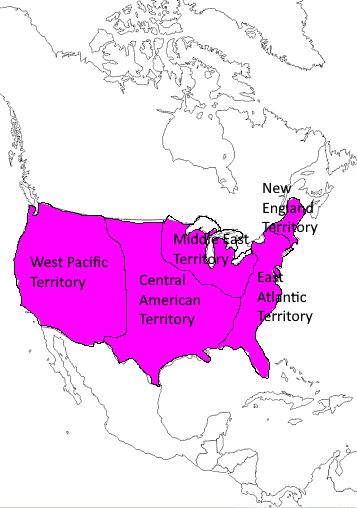 New
England
Territory
Middle East
Territory
West Pacific
Territory
Central
American
Territory
East
Atlantic
Territory